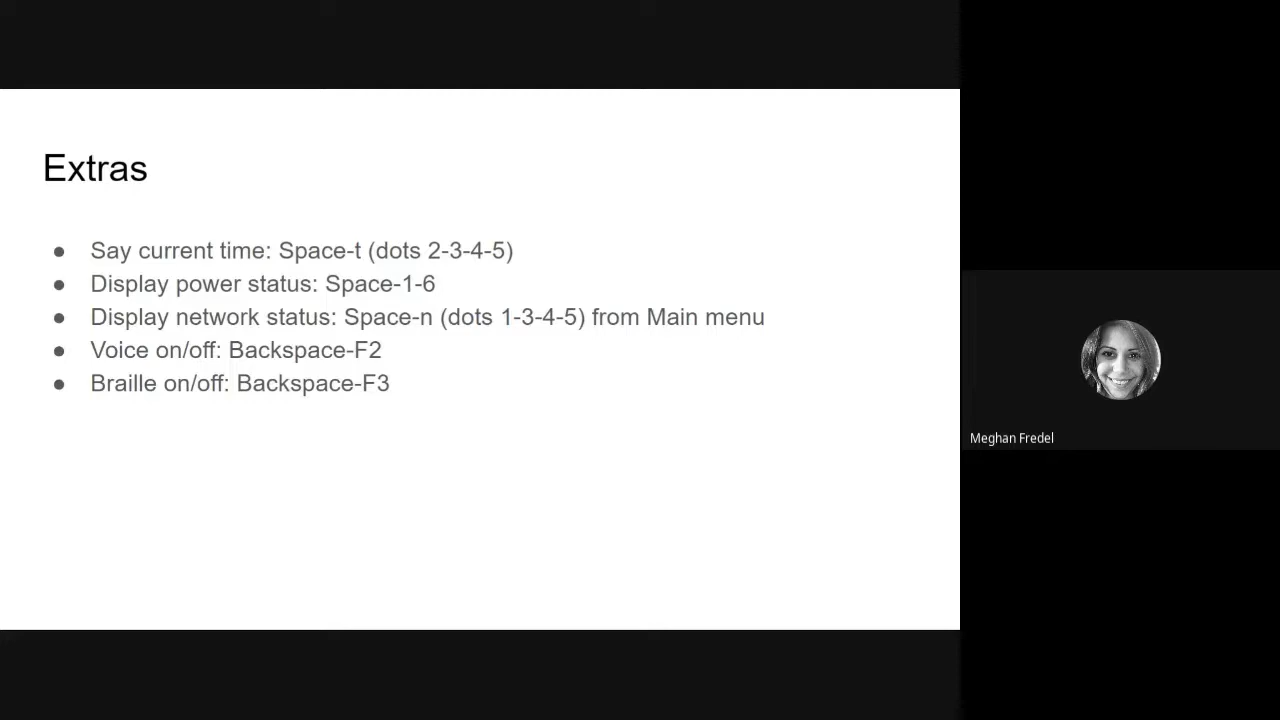 Extras
● Say current time: Space-t (dots 2-3-4-5)
● Display power status: Space-1-6
● Display network status: Space-n (dots 1-3-4-5) from Main menu
● Voice on/off: Backspace-F2
● Braille on/off: Backspace-F3
Meghan Fredel